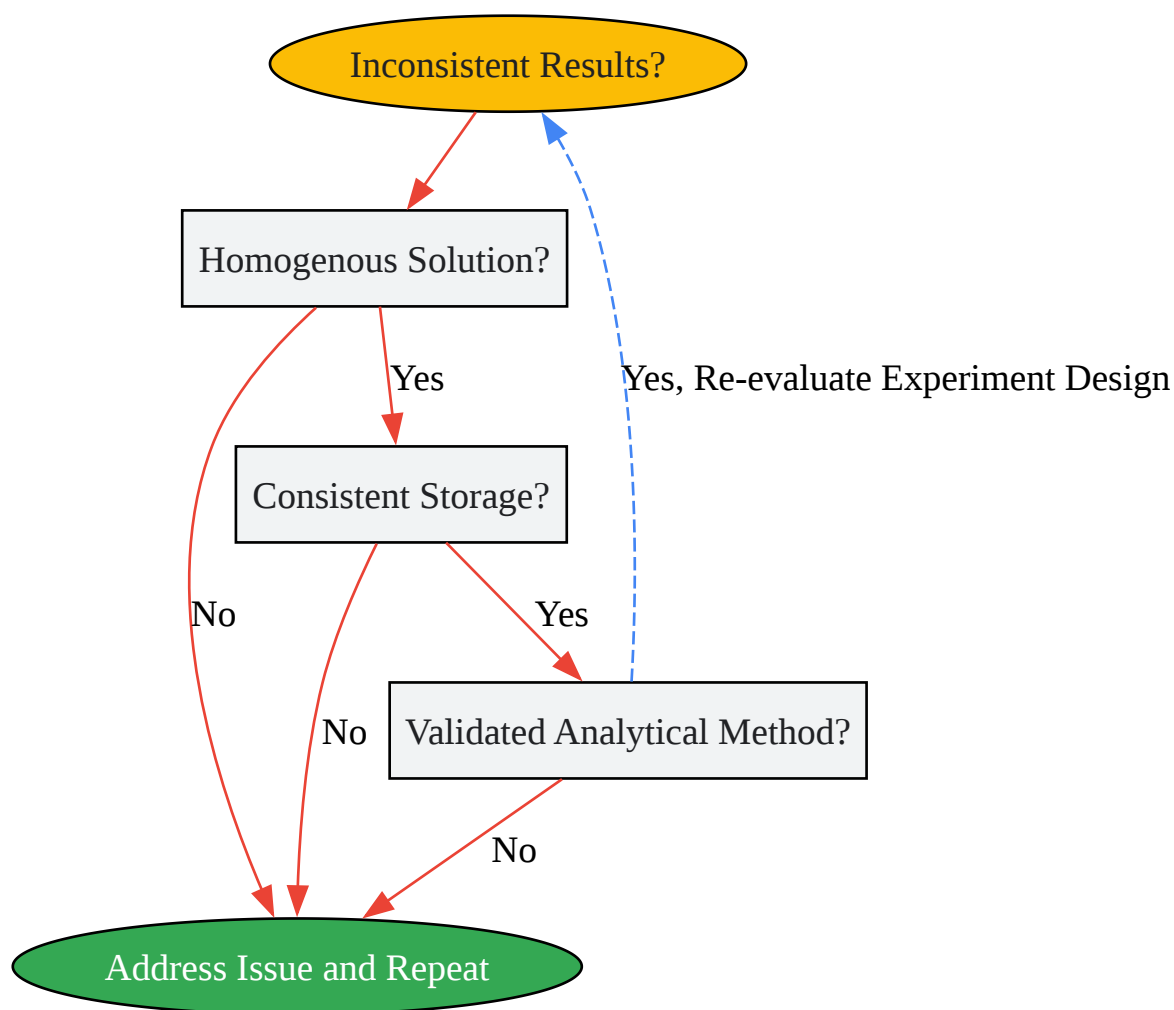 Inconsistent Results?
Homogenous Solution?
Yes
Yes, Re-evaluate Experiment Design
Consistent Storage?
No
Yes
No
Validated Analytical Method?
No
Address Issue and Repeat